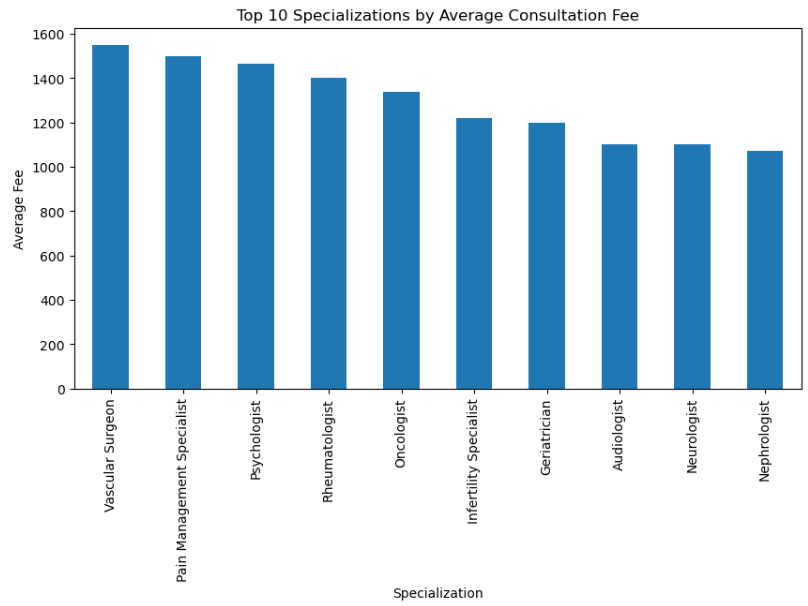 Top 10 Specializations by Average Consultation Fee
1600
1400
1200
1000
800
600
400
200
0
Average Fee
Vascular Surgeon
Pain Management Specialist
Psychologist
Rheumatologist
Oncologist
Infertility Specialist
Geriatrician
Audiologist
Neurologist
Nephrologist
Specialization